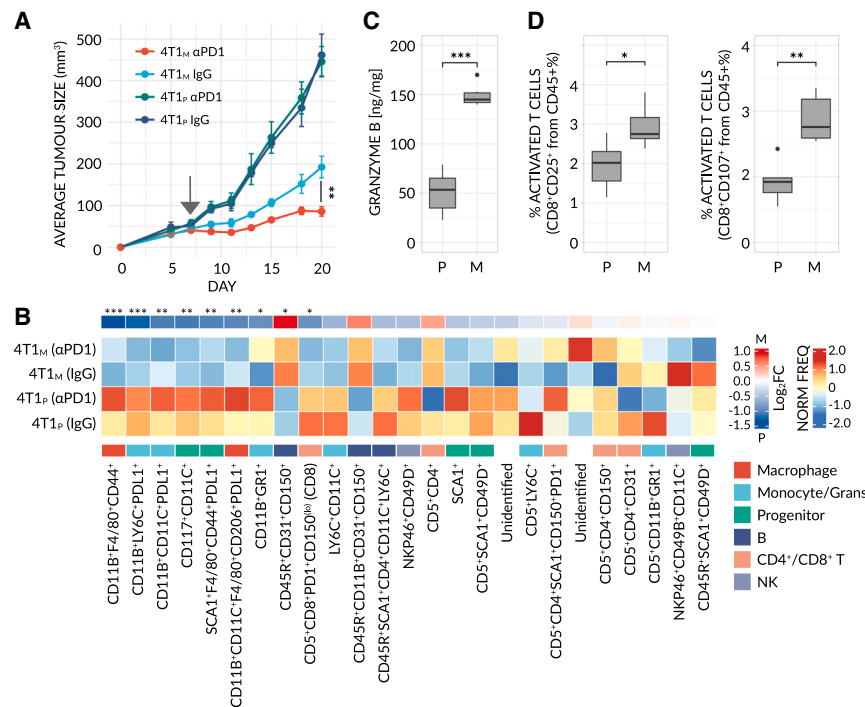 A
AVERAGE TUMOUR SIZE (mm³)
500
400
300
200
100
0
0 5 10 15 20
DAY
4T1M αPD1
4T1M IgG
4T1P αPD1
4T1P IgG
**
C
GRANZYME B [ng/mg]
200
150
100
50
0
***
P M
D
% ACTIVATED T CELLS
(CD8⁺CD25⁺ from CD45+%)
5
4
3
2
1
0
*
P M
% ACTIVATED T CELLS
(CD8⁺CD107⁺ from CD45+%)
4
3
2
0
**
P M
B
*** *** ** ** ** ** * * *
4T1M (αPD1)
4T1M (IgG)
4T1P (αPD1)
4T1P (IgG)
CD11B⁺F4/80⁺CD44⁺
CD11B⁺LY6C⁺PDL1⁺
CD11B⁺CD11C⁺PDL1⁺
CD117⁺CD11C⁺
SCA1⁺F4/80⁺CD44⁺PDL1⁺
CD11B⁺CD11C⁺F4/80⁺CD206⁺PDL1⁺
CD11B⁺GR1⁺
CD45R⁺CD31⁺CD150⁺
CD5⁺CD8⁺PD1⁺CD150⁽ˡᵒ⁾ (CD8)
LY6C⁺CD11C⁺
CD45R⁺CD11B⁺CD31⁺CD150⁺
CD45R⁺SCA1⁺CD4⁺CD11C⁺LY6C⁺
NKP46⁺CD49D⁺
CD5⁺CD4⁺
SCA1⁺
CD5⁺SCA1⁺CD49D⁺
Unidentified
CD5⁺LY6C⁺
CD5⁺CD4⁺SCA1⁺CD150⁺PD1⁺
Unidentified
CD5⁺CD4⁺CD150⁺
CD5⁺CD4⁺CD31⁺
CD5⁺CD11B⁺GR1⁺
NKP46⁺CD49B⁺CD11C⁺
CD45R⁺SCA1⁺CD49D⁺
M
1.0
0.5
0.0
-0.5
-1.0
-1.5
P
Log₂FC
2.0
1.0
0.0
-1.0
-2.0
NORM FREQ
Macrophage
Monocyte/Grans
Progenitor
B
CD4⁺/CD8⁺ T
NK